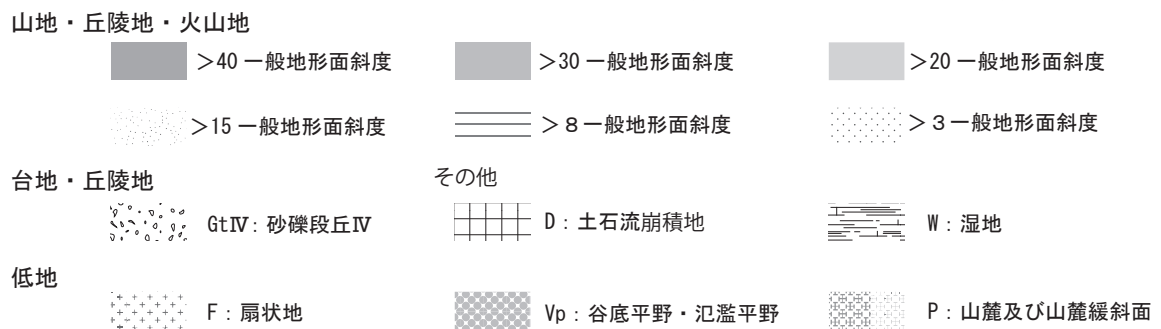 山地・丘陵地・火山地
＞40 一般地形面斜度 ＞30 一般地形面斜度 ＞20 一般地形面斜度
＞15 一般地形面斜度 ＞８一般地形面斜度 ＞３一般地形面斜度
台地・丘陵地 その他
GtⅣ：砂礫段丘Ⅳ D：土石流崩積地 W：湿地
低地
F：扇状地 Vp：谷底平野・氾濫平野 P：山麓及び山麓緩斜面